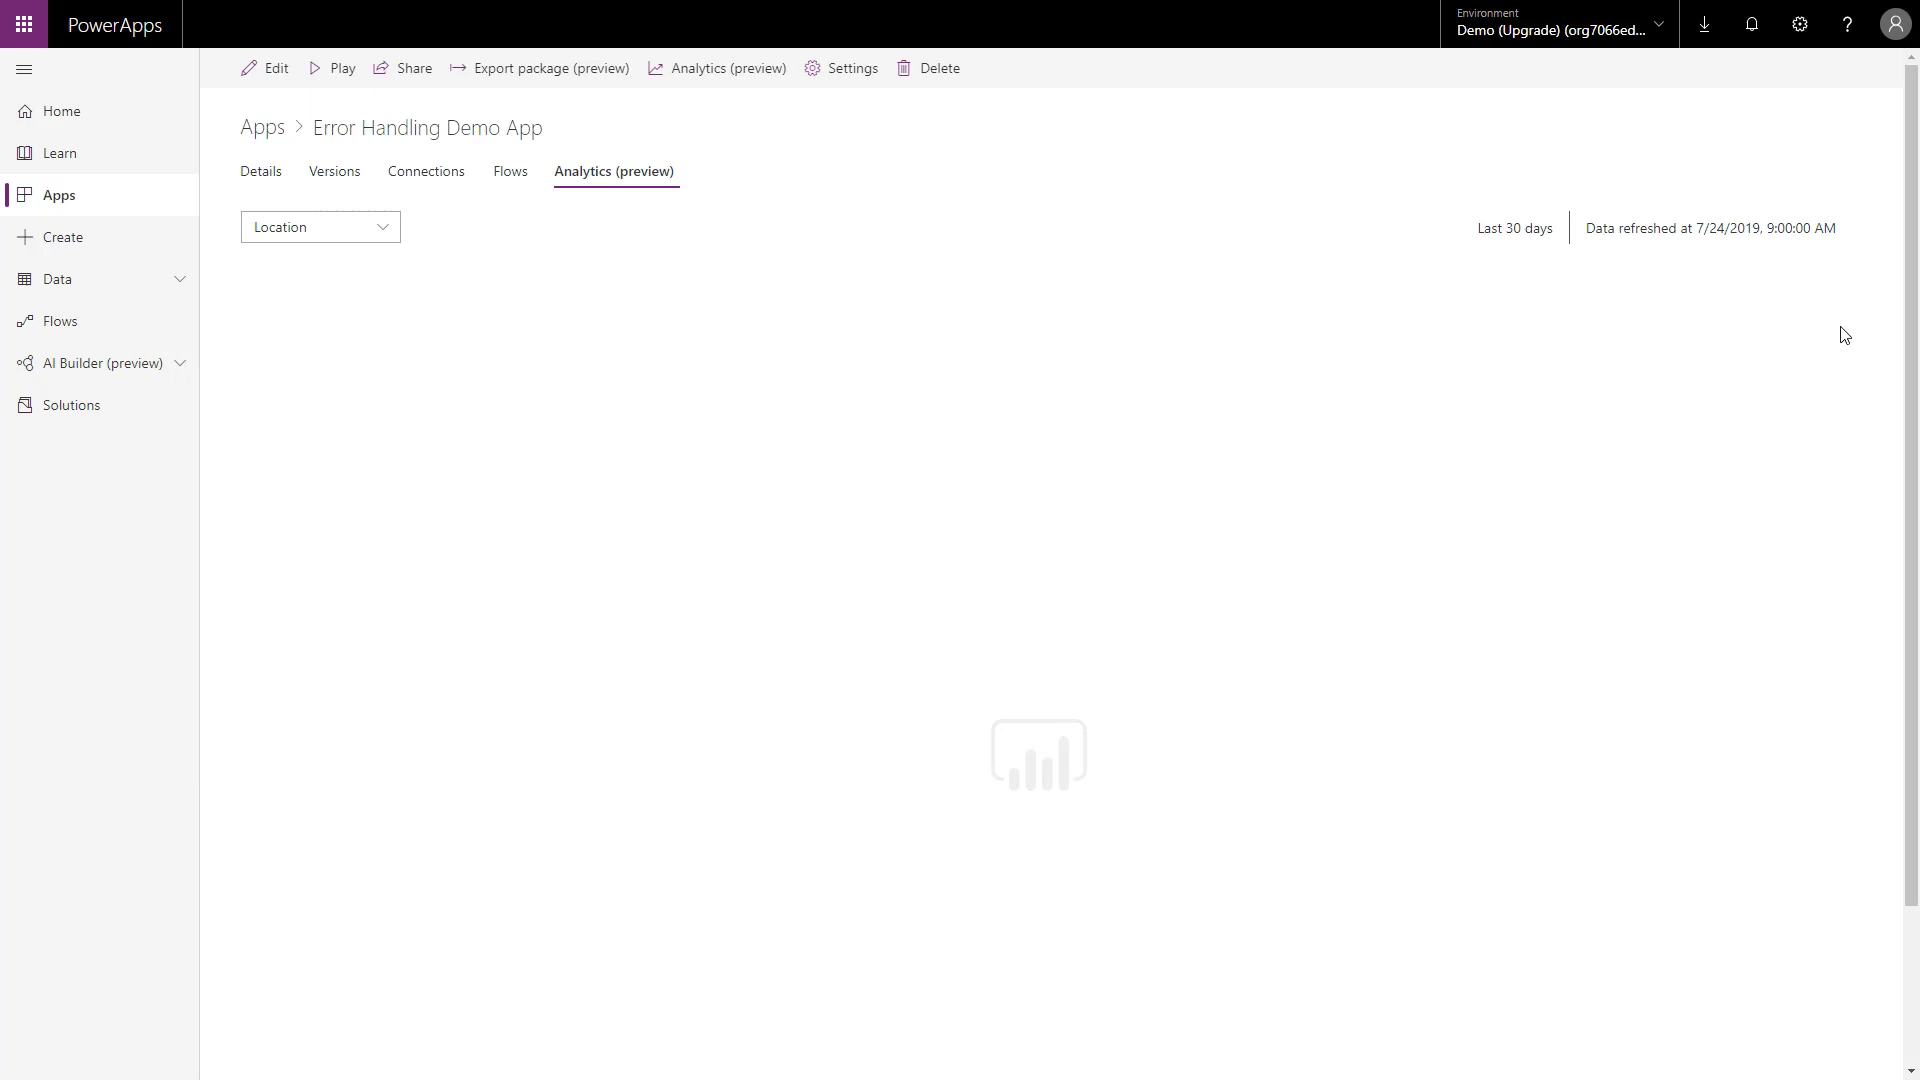 PowerApps
Environment
Demo (Upgrade) (org7066ed...
?
Edit
Play
Share
Export package (preview)
Analytics (preview)
Settings
Delete
Home
Learn
Apps
Create
Data
Flows
AI Builder (preview)
Solutions
Apps > Error Handling Demo App
Details
Versions
Connections
Flows
Analytics (preview)
Location
Last 30 days
Data refreshed at 7/24/2019, 9:00:00 AM